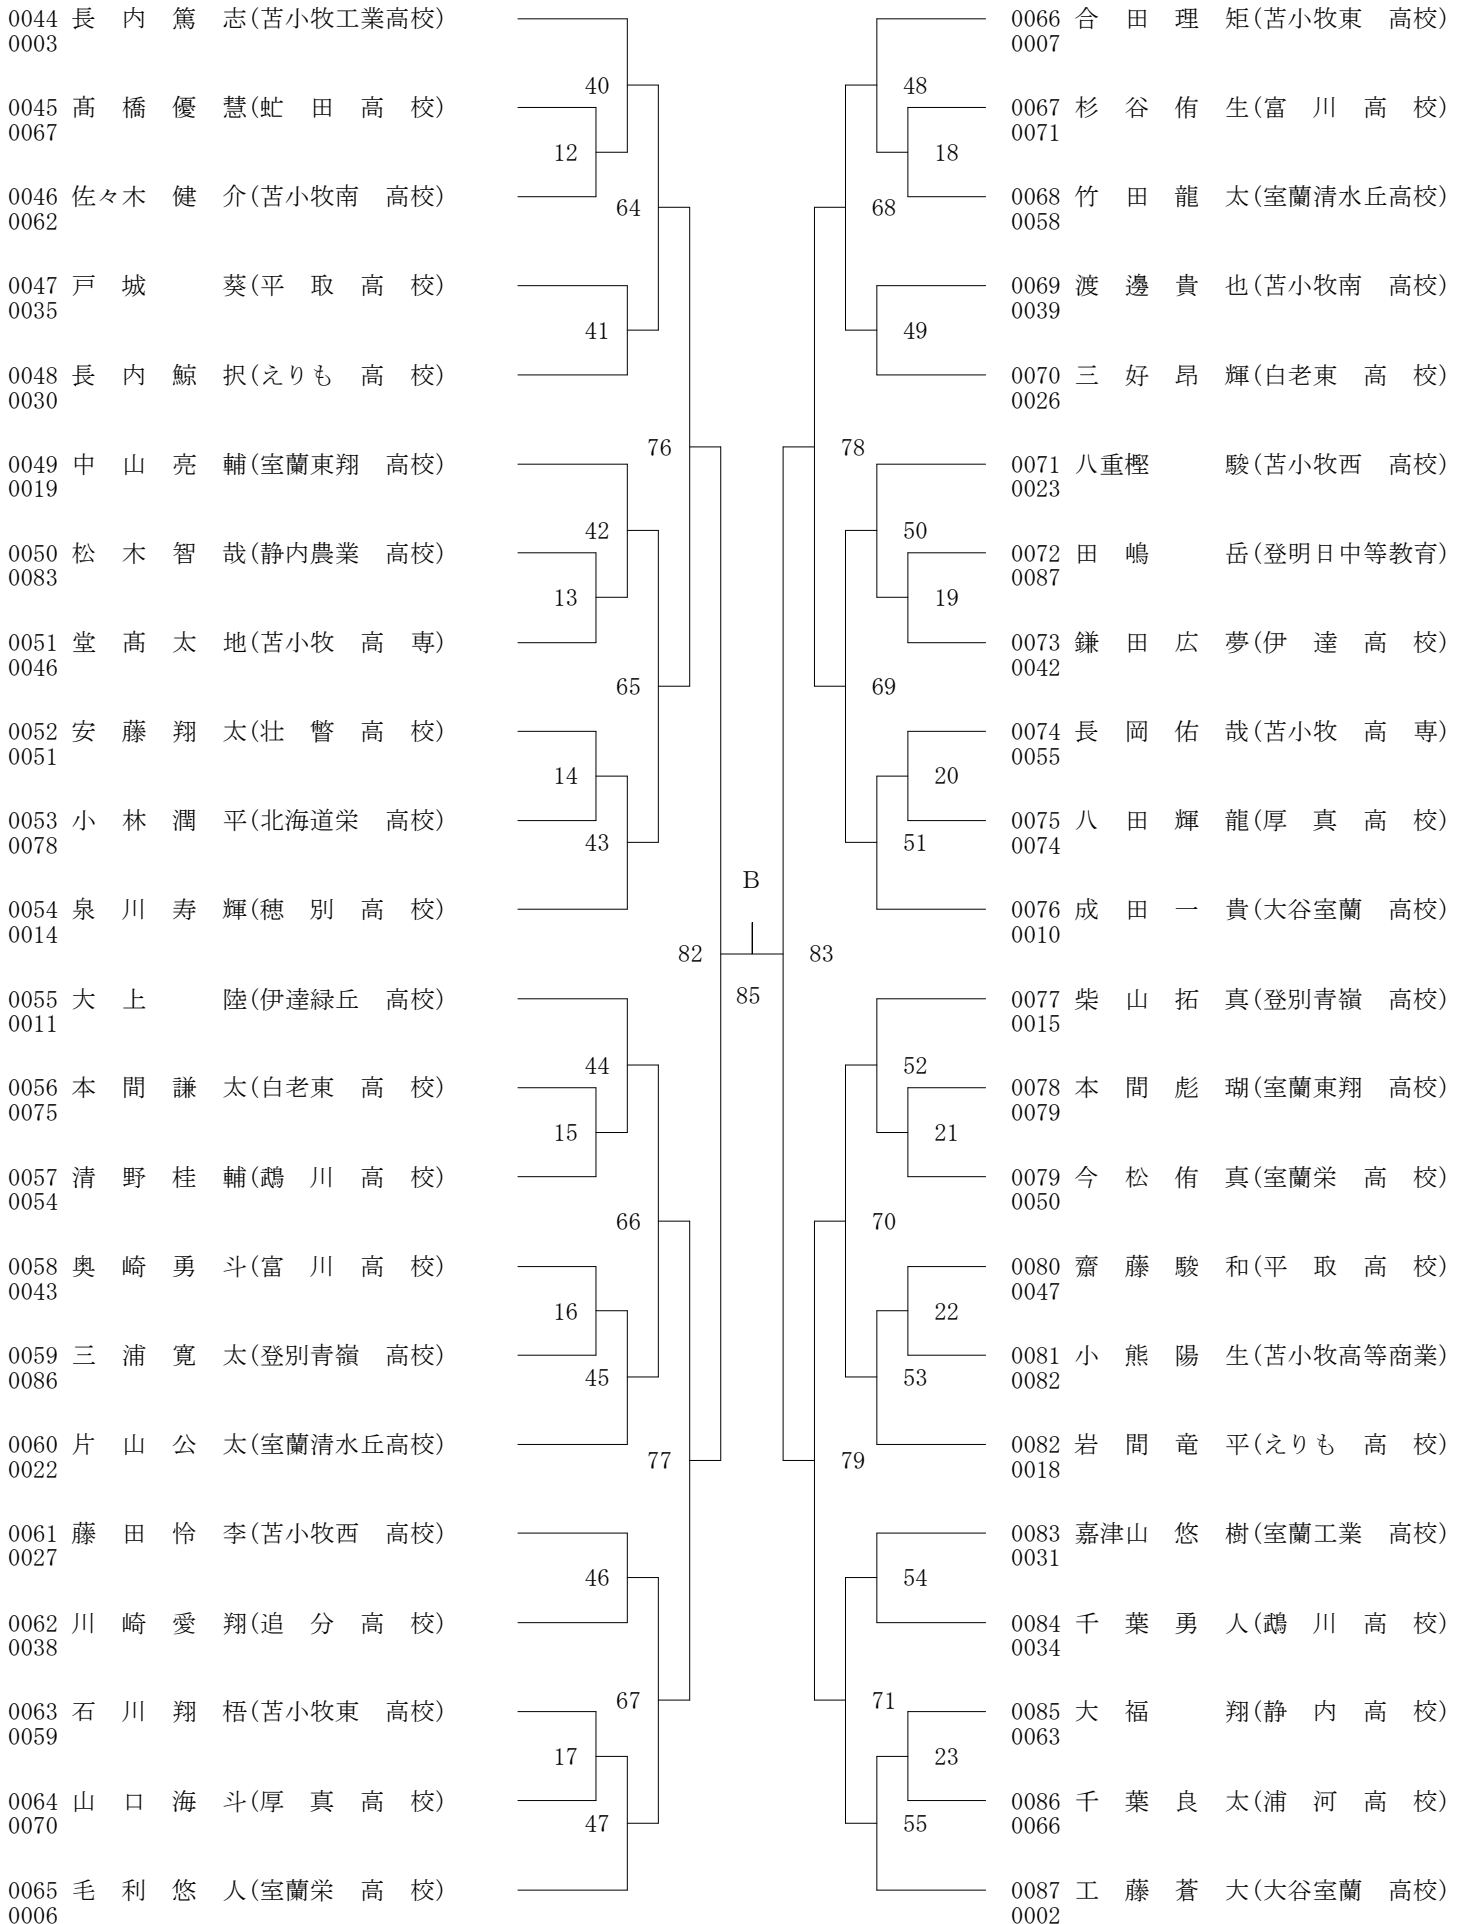 0044 長 内 篤 志(苫小牧工業高校)
0003
40
0045 髙 橋 優 慧(虻 田 高 校)
0067
12
0046 佐々木 健 介(苫小牧南 高校)
0062
64
0047 戸 城 葵(平 取 高 校)
0035
41
0048 長 内 鯨 択(えりも 高 校)
0030
76
0049 中 山 亮 輔(室蘭東翔 高校)
0019
42
0050 松 木 智 哉(静内農業 高校)
0083
13
0051 堂 髙 太 地(苫小牧 高 専)
0046
65
0052 安 藤 翔 太(壮 瞥 高 校)
0051
14
0053 小 林 潤 平(北海道栄 高校)
0078
43
0054 泉 川 寿 輝(穂 別 高 校)
0014
82
0055 大 上 陸(伊達緑丘 高校)
0011
44
0056 本 間 謙 太(白老東 高 校)
0075
15
0057 清 野 桂 輔(鵡 川 高 校)
0054
66
0058 奥 崎 勇 斗(富 川 高 校)
0043
16
0059 三 浦 寛 太(登別青嶺 高校)
0086
45
0060 片 山 公 太(室蘭清水丘高校)
0022
77
0061 藤 田 怜 李(苫小牧西 高校)
0027
46
0062 川 崎 愛 翔(追 分 高 校)
0038
67
0063 石 川 翔 梧(苫小牧東 高校)
0059
17
0064 山 口 海 斗(厚 真 高 校)
0070
47
0065 毛 利 悠 人(室蘭栄 高 校)
0006
B
85
0066 合 田 理 矩(苫小牧東 高校)
0007
48
0067 杉 谷 侑 生(富 川 高 校)
0071
18
0068 竹 田 龍 太(室蘭清水丘高校)
0058
68
0069 渡 邊 貴 也(苫小牧南 高校)
0039
49
0070 三 好 昂 輝(白老東 高 校)
0026
78
0071 八重樫 駿(苫小牧西 高校)
0023
50
0072 田 嶋 岳(登明日中等教育)
0087
19
0073 鎌 田 広 夢(伊 達 高 校)
0042
69
0074 長 岡 佑 哉(苫小牧 高 専)
0055
20
0075 八 田 輝 龍(厚 真 高 校)
0074
51
0076 成 田 一 貴(大谷室蘭 高校)
0010
83
0077 柴 山 拓 真(登別青嶺 高校)
0015
52
0078 本 間 彪 瑚(室蘭東翔 高校)
0079
21
0079 今 松 侑 真(室蘭栄 高 校)
0050
70
0080 齋 藤 駿 和(平 取 高 校)
0047
22
0081 小 熊 陽 生(苫小牧高等商業)
0082
53
0082 岩 間 竜 平(えりも 高 校)
0018
79
0083 嘉津山 悠 樹(室蘭工業 高校)
0031
54
0084 千 葉 勇 人(鵡 川 高 校)
0034
71
0085 大 福 翔(静 内 高 校)
0063
23
0086 千 葉 良 太(浦 河 高 校)
0066
55
0087 工 藤 蒼 大(大谷室蘭 高校)
0002